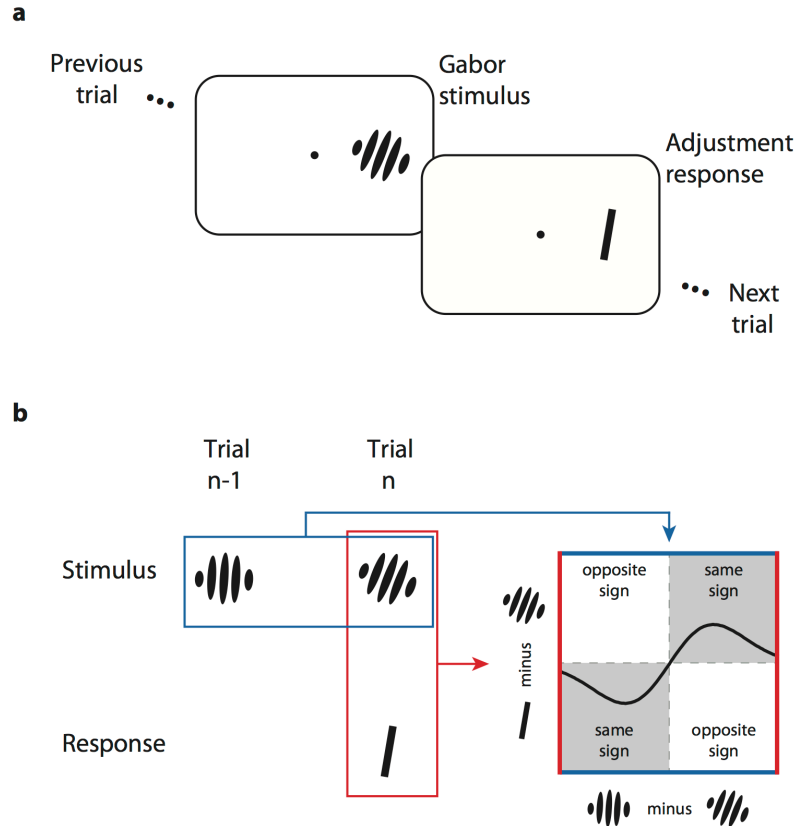 a
Previous
trial
Gabor
stimulus
Adjustment
response
Next
trial
b
Trial
n-1
Trial
n
Stimulus
Response
minus
opposite
sign
same
sign
same
sign
opposite
sign
minus